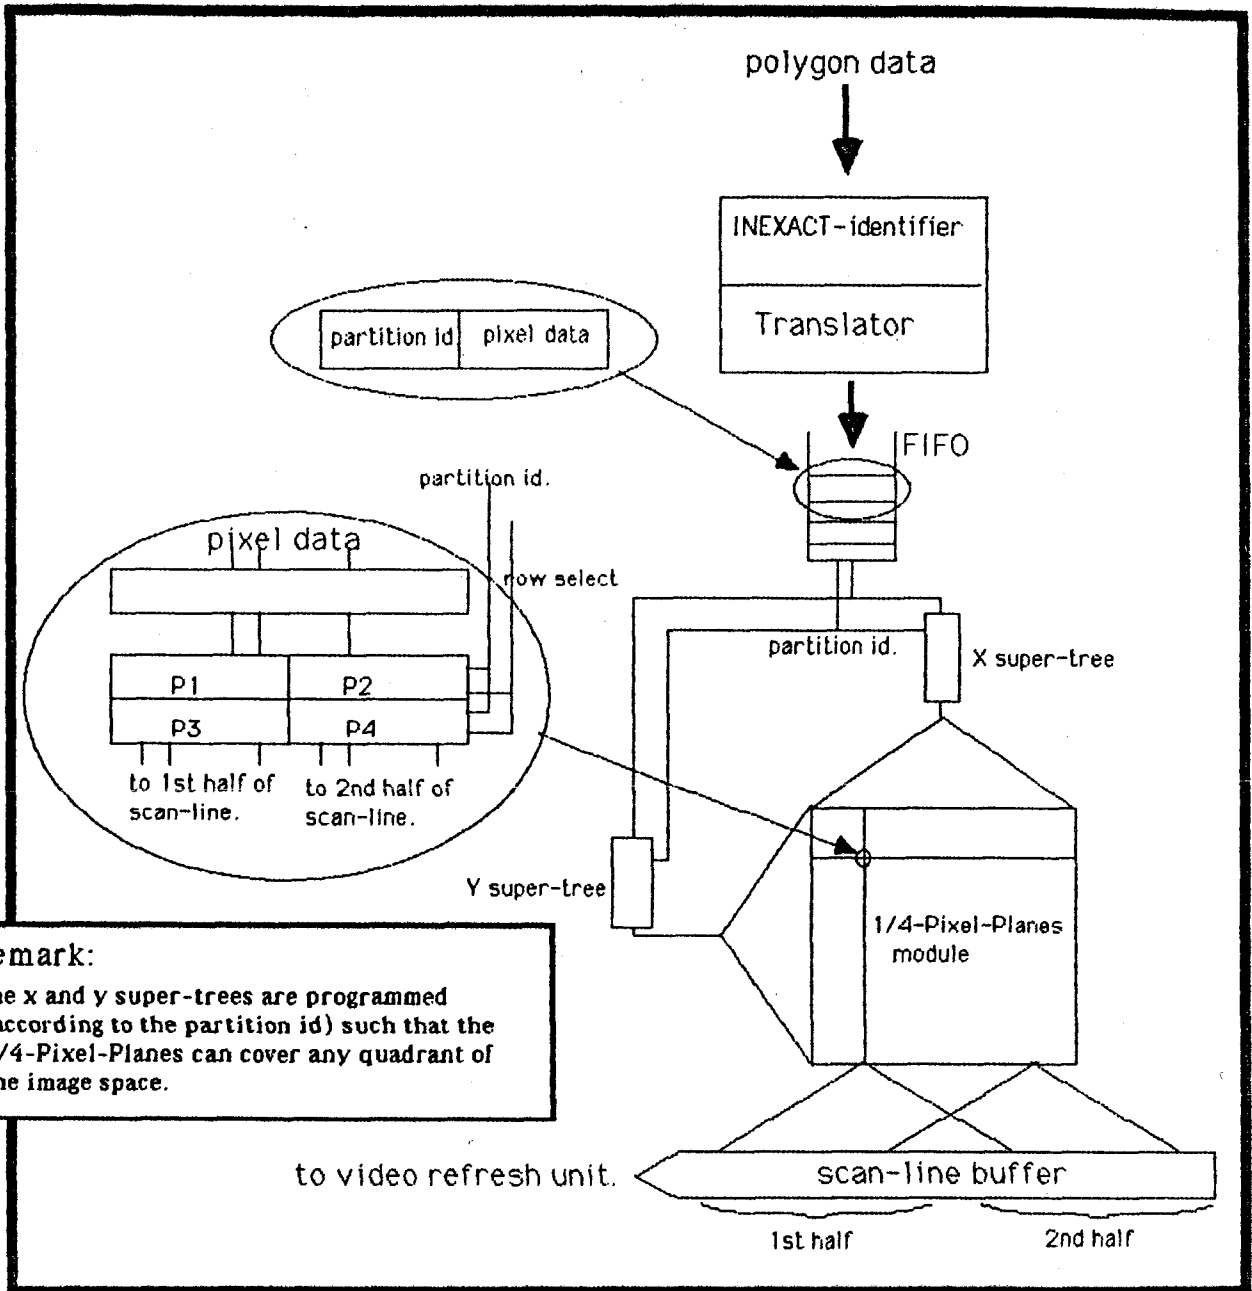 polygon data
INEXACT-identifier
Translator
partition id
pixel data
FIFO
partition id.
pixel data
row select
P1
P2
P3
P4
to 1st half of
scan-line.
to 2nd half of
scan-line.
partition id.
X super-tree
Y super-tree
1/4-Pixel-Planes
module
emark:
e x and y super-trees are programmed
according to the partition id) such that the
/4-Pixel-Planes can cover any quadrant of
e image space.
to video refresh unit.
scan-line buffer
1st half
2nd half